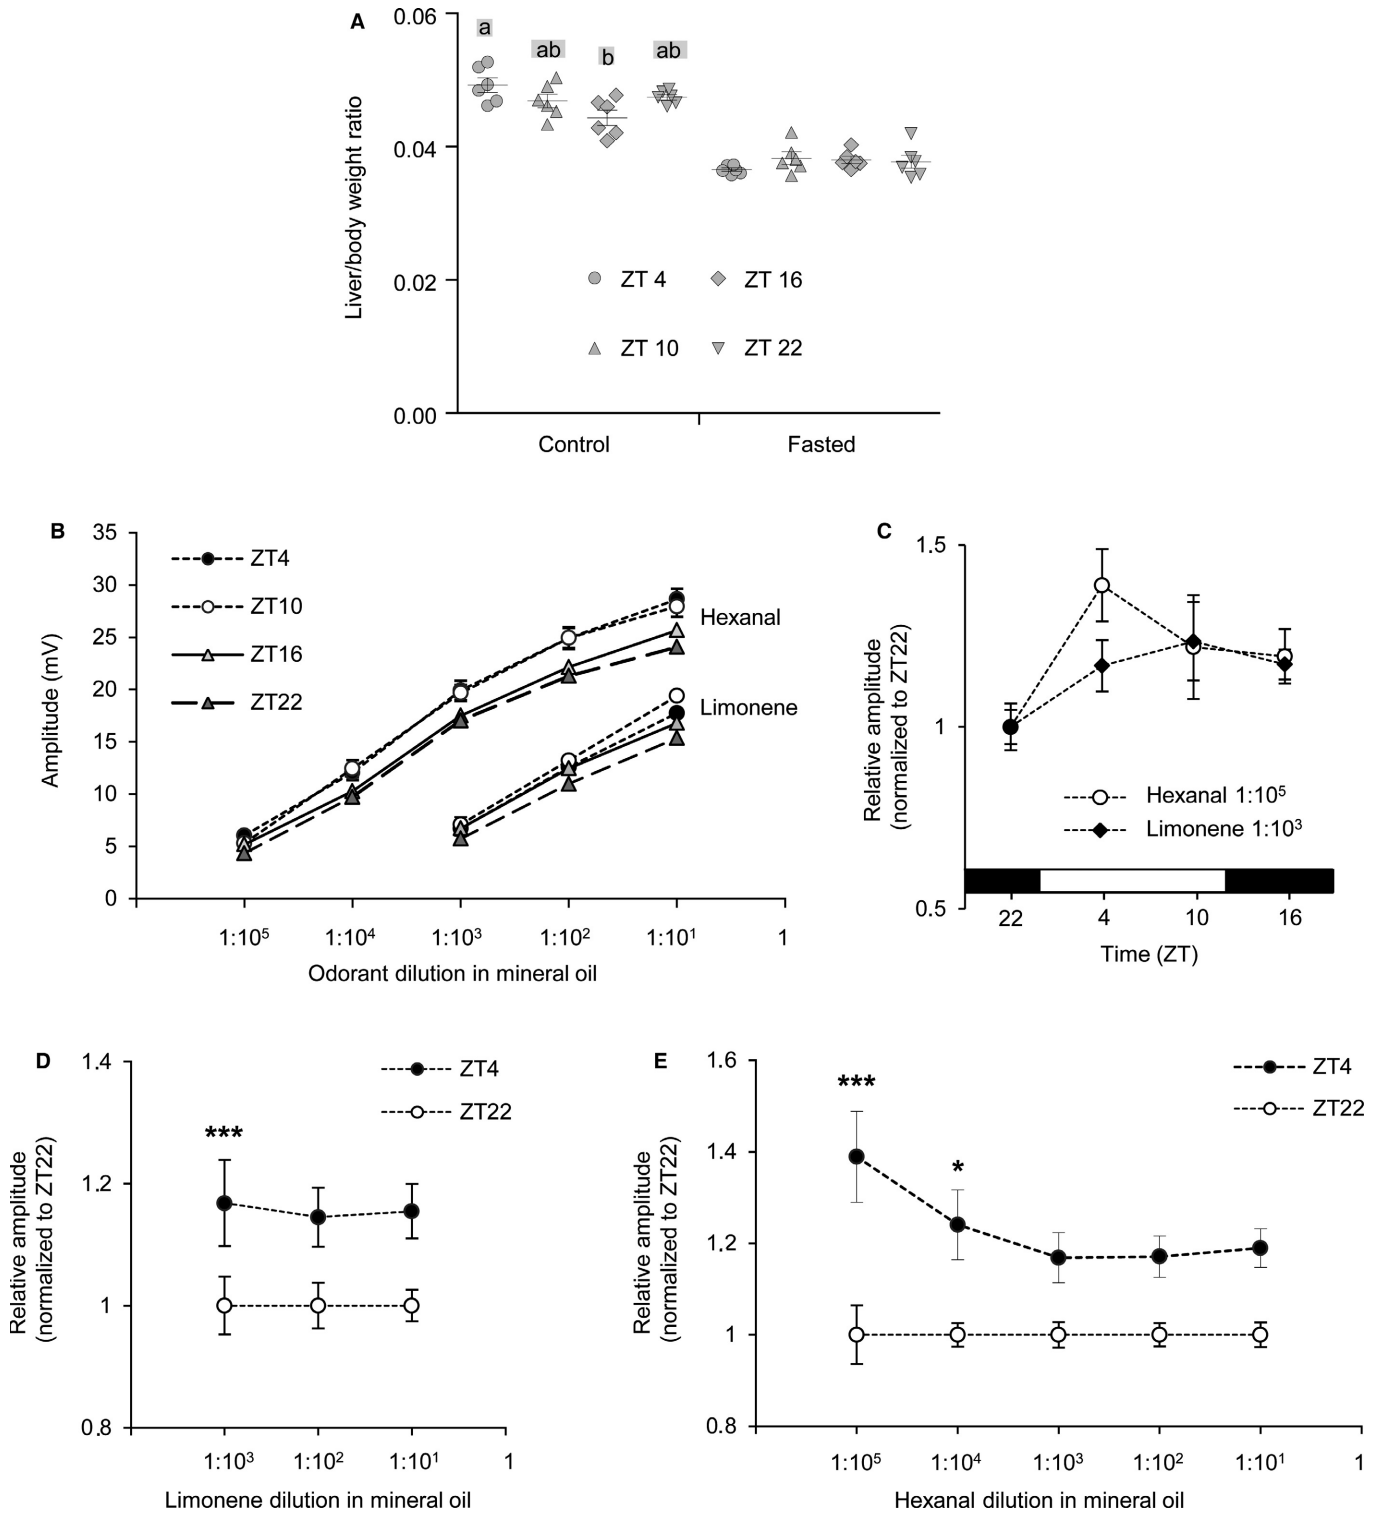 A
0.06
0.04
0.02
0.00
Liver/body weight ratio
a
ab
b
ab
ZT 4
ZT 16
ZT 10
ZT 22
Control
Fasted
B
35
30
25
20
15
10
5
0
Amplitude (mV)
ZT4
ZT10
ZT16
ZT22
Hexanal
Limonene
1:10⁵
1:10⁴
1:10³
1:10²
1:10¹
1
Odorant dilution in mineral oil
C
1.5
1
0.5
Relative amplitude
(normalized to ZT22)
Hexanal 1:10⁵
Limonene 1:10³
22
4
10
16
Time (ZT)
D
1.4
1.2
1
0.8
Relative amplitude
(normalized to ZT22)
ZT4
ZT22
***
1:10³
1:10²
1:10¹
1
Limonene dilution in mineral oil
E
1.6
1.4
1.2
1
0.8
Relative amplitude
(normalized to ZT22)
ZT4
ZT22
***
*
1:10⁵
1:10⁴
1:10³
1:10²
1:10¹
1
Hexanal dilution in mineral oil